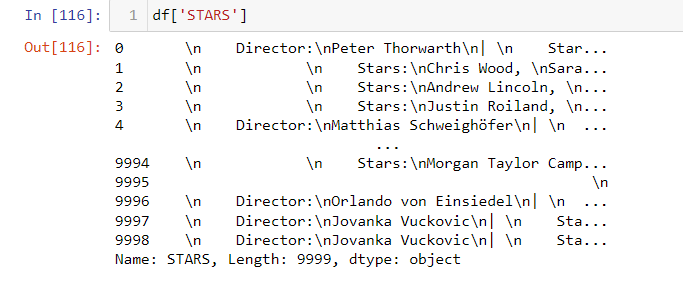 In [116]: 1 df['STARS']
Out[116]: 0       \n    Director:\nPeter Thorwarth\n| \n    Star...
1       \n             \n    Stars:\nChris Wood, \nSara...
2       \n             \n    Stars:\nAndrew Lincoln, \n...
3       \n             \n    Stars:\nJustin Roiland, \n...
4       \n    Director:\nMatthias Schweighöfer\n| \n  ...
...
9994    \n             \n    Stars:\nMorgan Taylor Camp...
9995                                                    \n
9996    \n    Director:\nOrlando von Einsiedel\n| \n  ...
9997    \n    Director:\nJovanka Vuckovic\n| \n    Sta...
9998    \n    Director:\nJovanka Vuckovic\n| \n    Sta...
Name: STARS, Length: 9999, dtype: object